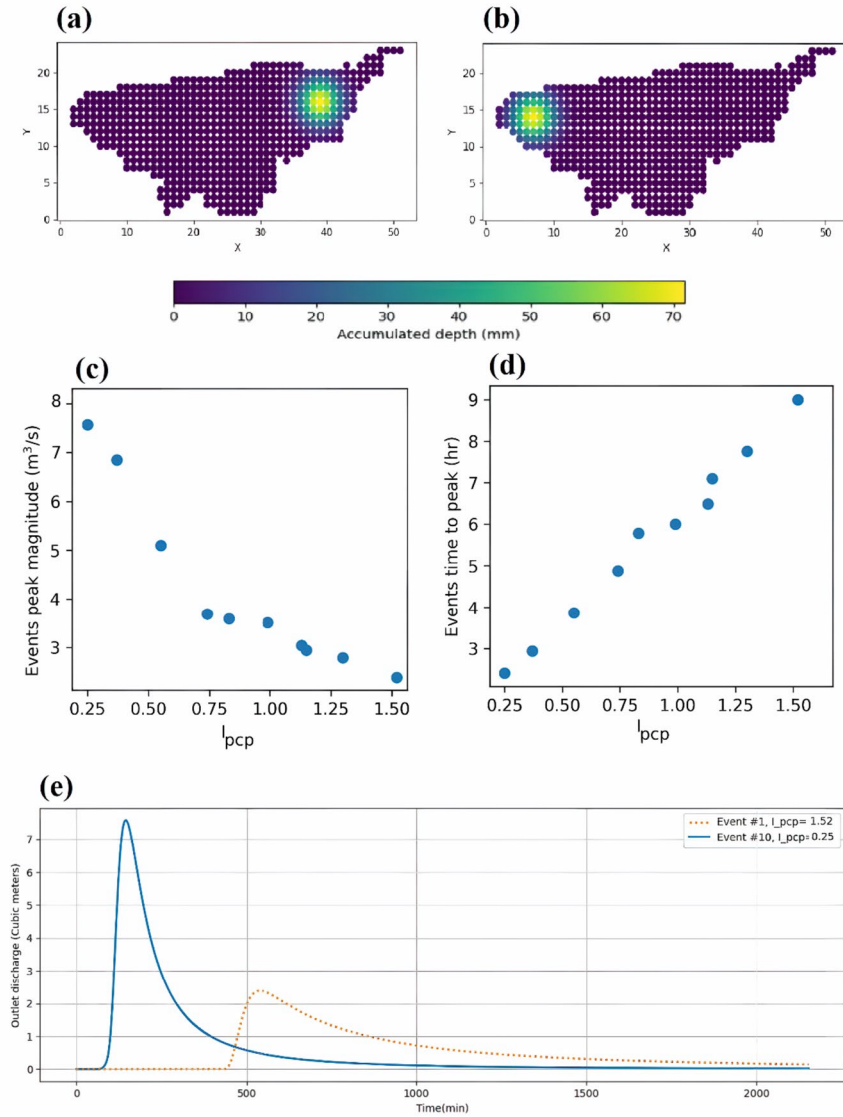 (a)
(b)
Y
20
15
10
5
0
0 10 20 30 40 50
X
Y
20
15
10
5
0
0 10 20 30 40 50
X
0 10 20 30 40 50 60 70
Accumulated depth (mm)
(c)
(d)
Events peak magnitude (m³/s)
8
7
6
5
4
3
0.25 0.50 0.75 1.00 1.25 1.50
I_pcp
Events time to peak (hr)
9
8
7
6
5
4
3
0.25 0.50 0.75 1.00 1.25 1.50
I_pcp
(e)
Outlet discharge (Cubic meters)
7
6
5
4
3
2
1
0
Event #1, I_pcp= 1.52
Event #10, I_pcp=0.25
0 500 1000 1500 2000
Time(min)